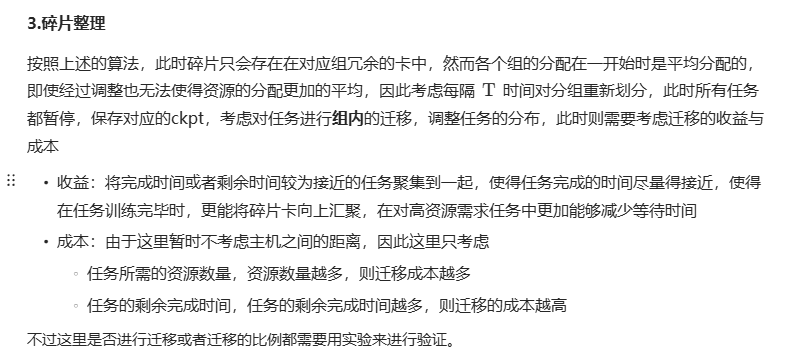 3.碎片整理
按照上述的算法，此时碎片只会存在在对应组冗余的卡中，然而各个组的分配在一开始时是平均分配的，
即使经过调整也无法使得资源的分配更加的平均，因此考虑每隔 T 时间对分组重新划分，此时所有任务
都暂停，保存对应的ckpt，考虑对任务进行组内的迁移，调整任务的分布，此时则需要考虑迁移的收益与
成本
• 收益：将完成时间或者剩余时间较为接近的任务聚集到一起，使得任务完成的时间尽量得接近，使得
在任务训练完毕时，更能将碎片卡向上汇聚，在对高资源需求任务中更加能够减少等待时间
• 成本：由于这里暂时不考虑主机之间的距离，因此这里只考虑
◦ 任务所需的资源数量，资源数量越多，则迁移成本越多
◦ 任务的剩余完成时间，任务的剩余完成时间越多，则迁移的成本越高
不过这里是否进行迁移或者迁移的比例都需要用实验来进行验证。